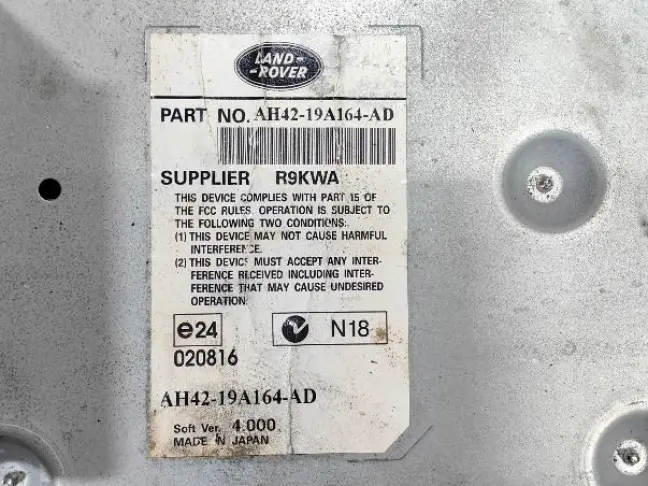 LAND-
-ROVER
PART NO. AH42-19A164-AD
SUPPLIER R9KWA
THIS DEVICE COMPLIES WITH PART 15 OF
THE FCC RULES. OPERATION IS SUBJECT TO
THE FOLLOWING TWO CONDITIONS:
(1) THIS DEVICE MAY NOT CAUSE HARMFUL
INTERFERENCE.
(2) THIS DEVICE MUST ACCEPT ANY INTER-
FERENCE RECEIVED INCLUDING INTER-
FERENCE THAT MAY CAUSE UNDESIRED
OPERATION.
e24 N18
020816
AH42-19A164-AD
Soft Ver. 4.000
MADE IN JAPAN